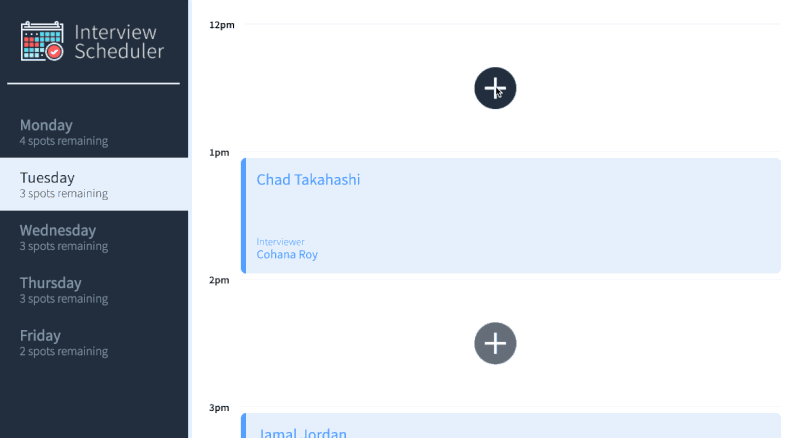 Interview
Scheduler
Monday
4 spots remaining
Tuesday
3 spots remaining
Wednesday
3 spots remaining
Thursday
3 spots remaining
Friday
2 spots remaining
12pm
1pm
Chad Takahashi
Interviewer
Cohana Roy
2pm
3pm
Jamal Jordan